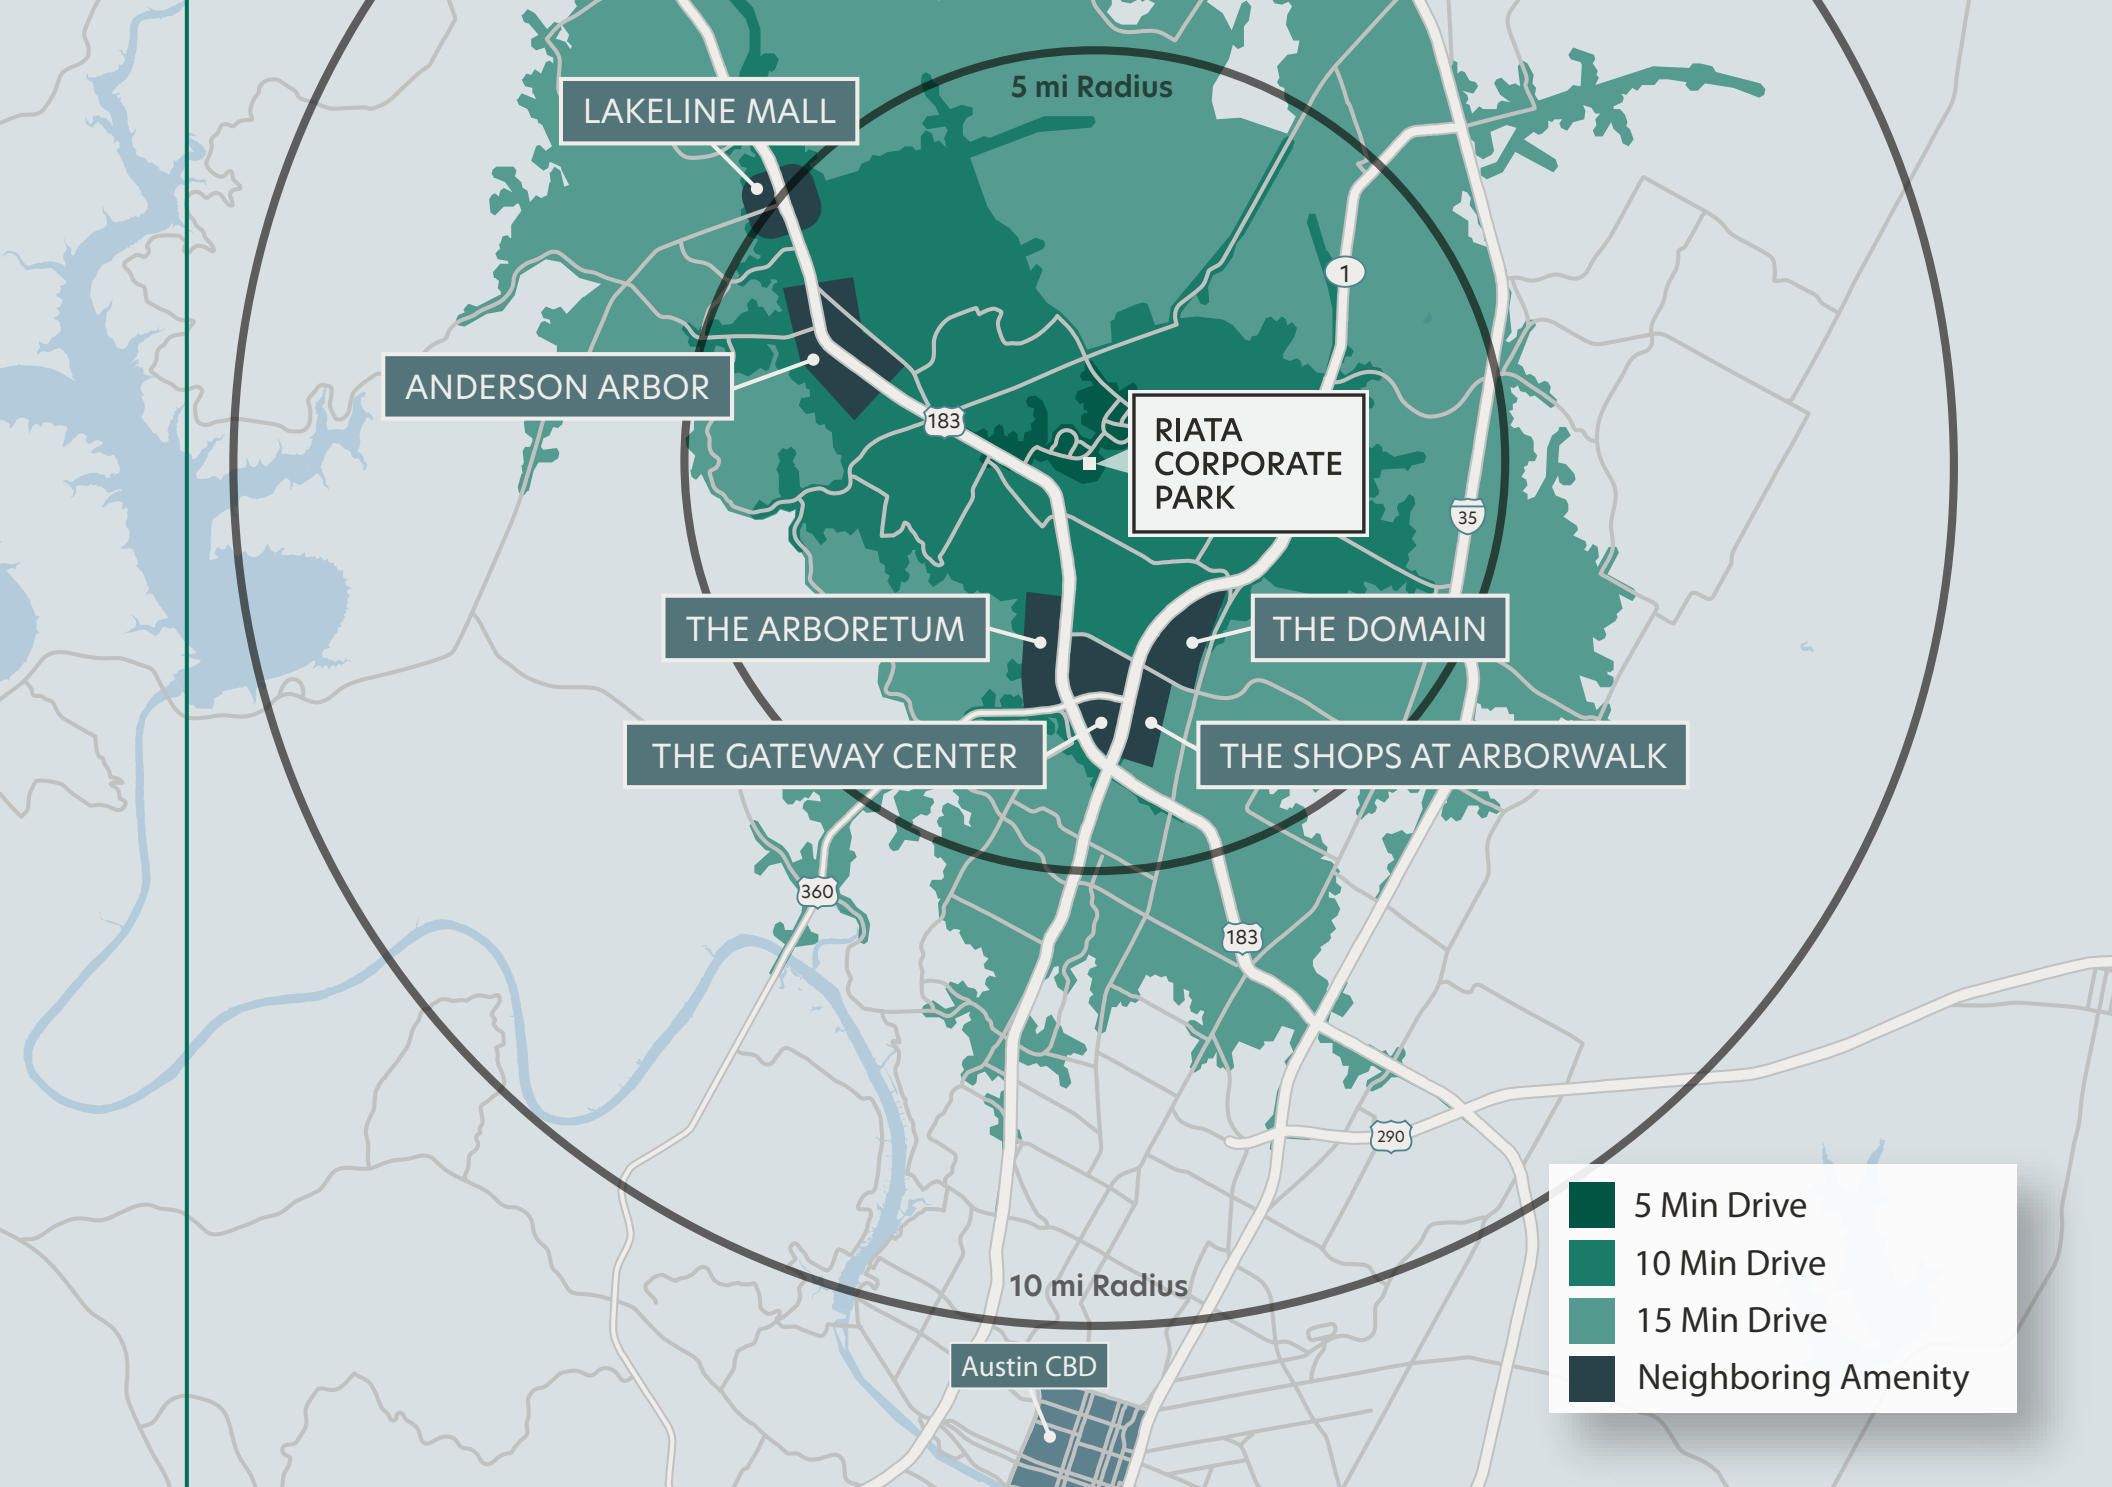 5 mi Radius
LAKELINE MALL
1
ANDERSON ARBOR
183
RIATA
CORPORATE
PARK
35
THE ARBORETUM
THE DOMAIN
THE GATEWAY CENTER
THE SHOPS AT ARBORWALK
360
183
290
5 Min Drive
10 Min Drive
15 Min Drive
Neighboring Amenity
10 mi Radius
Austin CBD